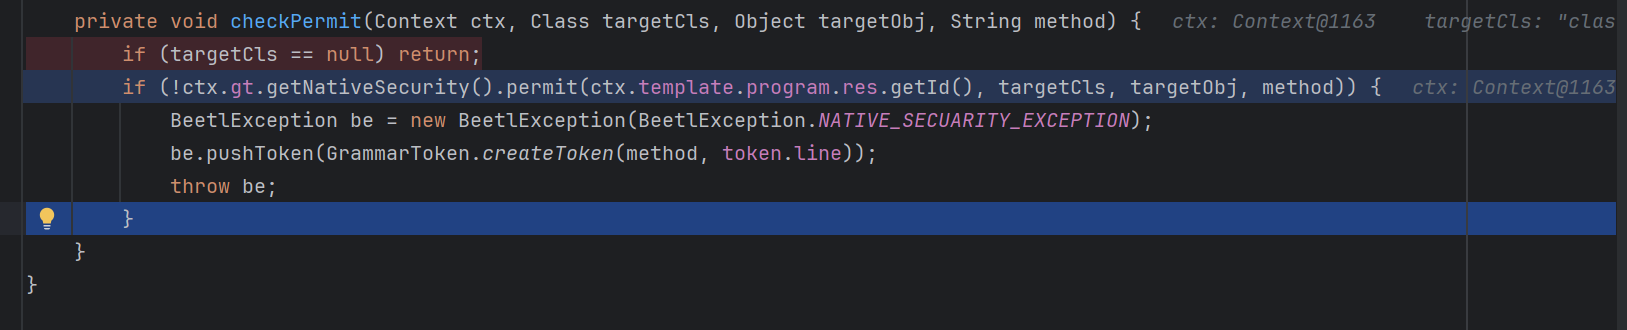 private void checkPermit(Context ctx, Class targetCls, Object targetObj, String method) { ctx: Context@1163 targetCls: "clas
if (targetCls == null) return;
if (!ctx.gt.getNativeSecurity().permit(ctx.template.program.res.getId(), targetCls, targetObj, method)) { ctx: Context@1163
BeetlException be = new BeetlException(BeetlException.NATIVE_SECUARITY_EXCEPTION);
be.pushToken(GrammarToken.createToken(method, token.line));
throw be;
}
}
}